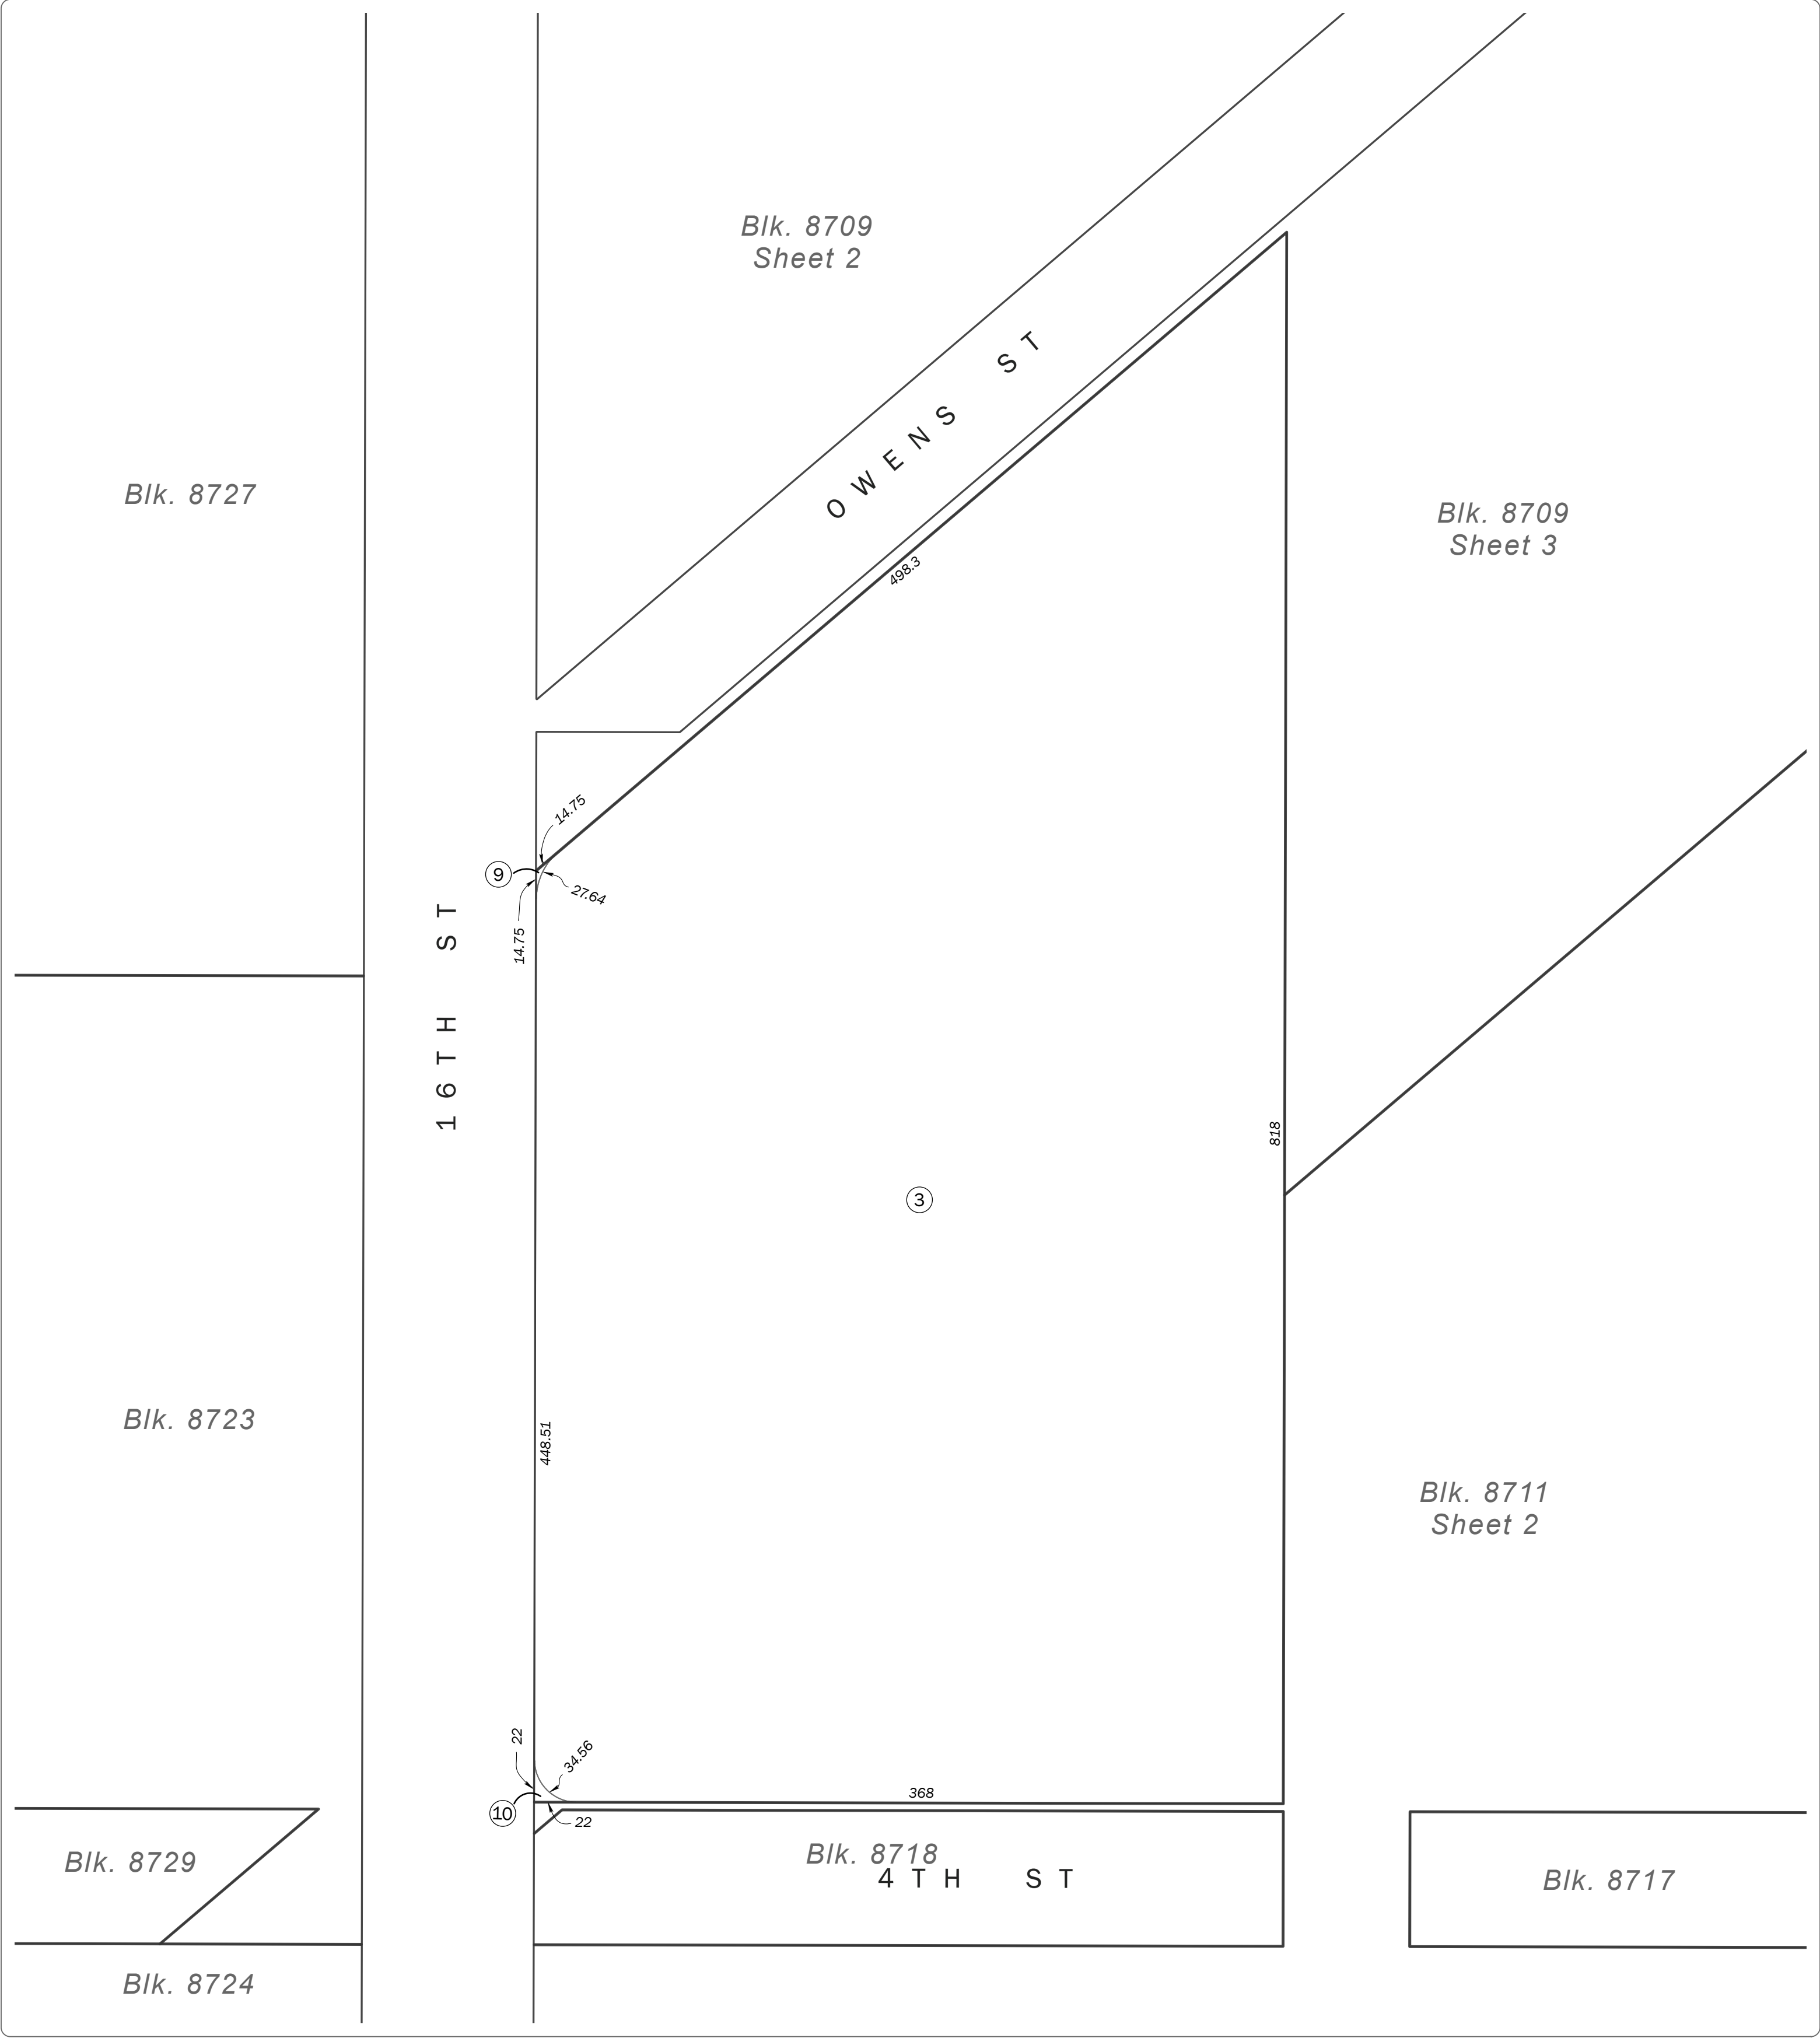 Blk. 8709
Sheet 2
OWENS ST
Blk. 8727
Blk. 8709
Sheet 3
498.3
14.75
9
27.64
14.75
16TH ST
818
3
Blk. 8723
448.51
Blk. 8711
Sheet 2
22
34.56
368
10
22
Blk. 8718
4TH ST
Blk. 8729
Blk. 8717
Blk. 8724